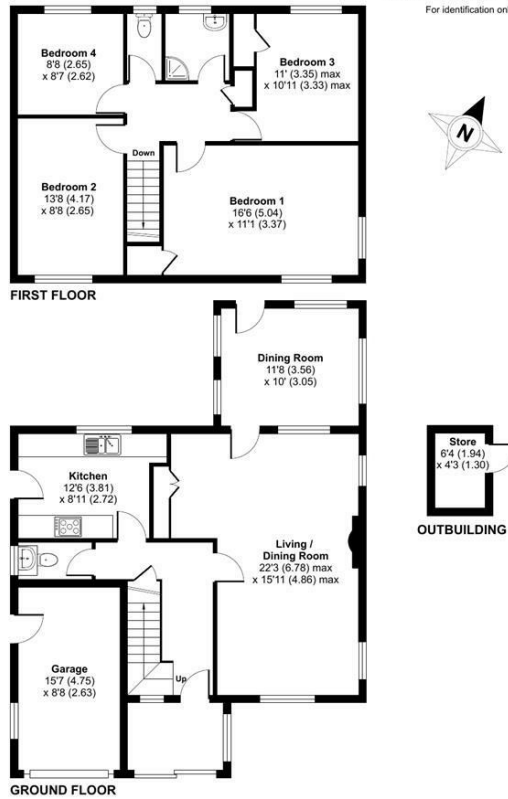 For identification onl
Bedroom 4
8'8 (2.65)
x 8'7 (2.62)
Bedroom 3
11' (3.35) max
x 10'11 (3.33) max
N
Down
Bedroom 2
13'8 (4.17)
x 8'8 (2.65)
Bedroom 1
16'6 (5.04)
x 11'1 (3.37)
FIRST FLOOR
Dining Room
11'8 (3.56)
x 10' (3.05)
Kitchen
12'6 (3.81)
x 8'11 (2.72)
Store
6'4 (1.94)
x 4'3 (1.30)
OUTBUILDING
Living /
Dining Room
22'3 (6.78) max
x 15'11 (4.86) max
Garage
15'7 (4.75)
x 8'8 (2.63)
Up
GROUND FLOOR